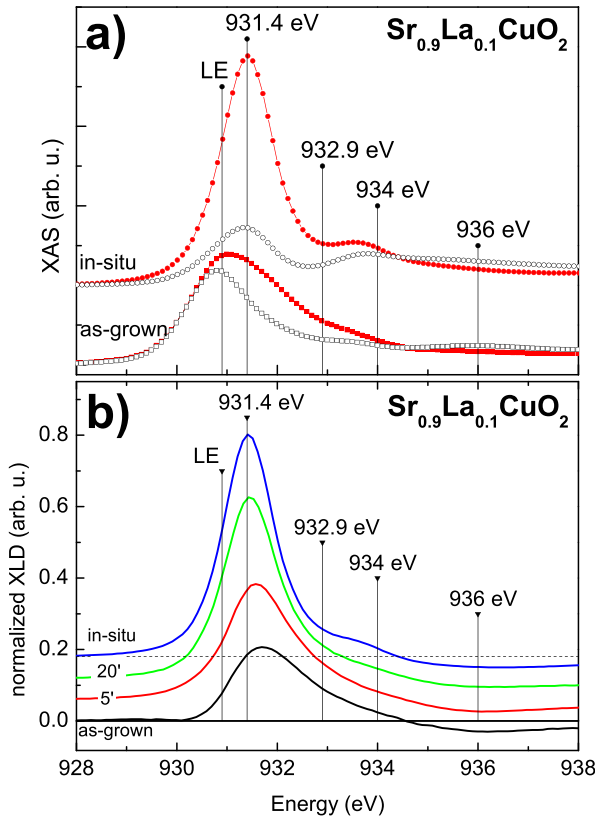 a)
931.4 eV
Sr0.9La0.1CuO2
LE
932.9 eV
934 eV
936 eV
in-situ
as-grown
XAS (arb. u.)
b)
931.4 eV
Sr0.9La0.1CuO2
0.8
LE
932.9 eV
934 eV
936 eV
0.6
0.4
in-situ
0.2
20'
5'
0.0
as-grown
normalized XLD (arb. u.)
928 930 932 934 936 938
Energy (eV)